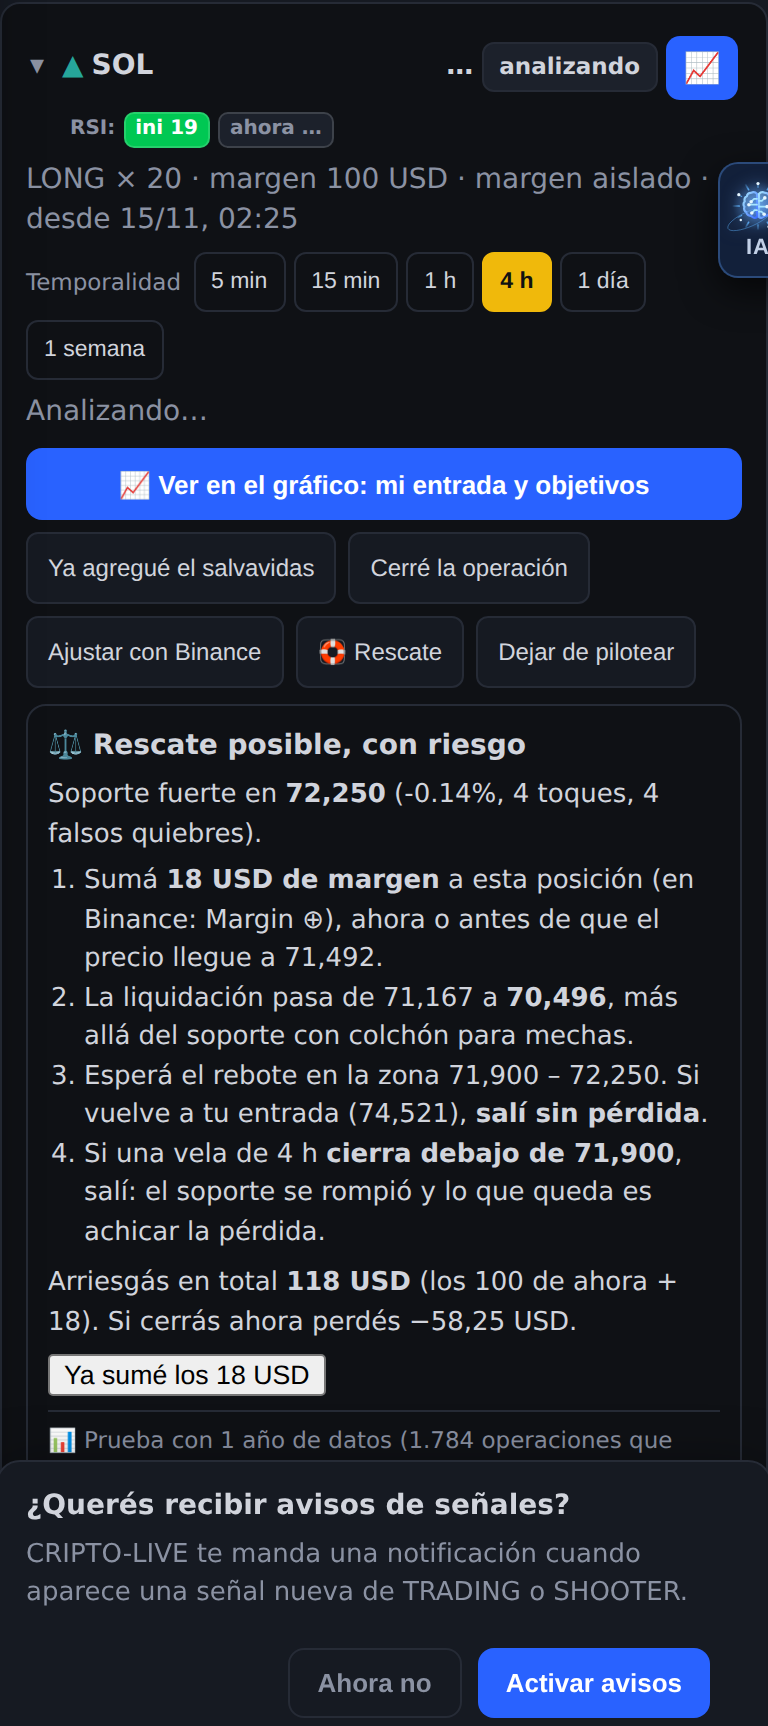 ▼ ▲ SOL ... analizando
RSI: ini 19 ahora ...
LONG × 20 · margen 100 USD · margen aislado ·
desde 15/11, 02:25
IA
Temporalidad 5 min 15 min 1 h 4 h 1 día
1 semana
Analizando...
📈 Ver en el gráfico: mi entrada y objetivos
Ya agregué el salvavidas Cerré la operación
Ajustar con Binance 🛟 Rescate Dejar de pilotear
⚖️ Rescate posible, con riesgo
Soporte fuerte en 72,250 (-0.14%, 4 toques, 4
falsos quiebres).
1. Sumá 18 USD de margen a esta posición (en
Binance: Margin ⊕), ahora o antes de que el
precio llegue a 71,492.
2. La liquidación pasa de 71,167 a 70,496, más
allá del soporte con colchón para mechas.
3. Esperá el rebote en la zona 71,900 – 72,250. Si
vuelve a tu entrada (74,521), salí sin pérdida.
4. Si una vela de 4 h cierra debajo de 71,900,
salí: el soporte se rompió y lo que queda es
achicar la pérdida.
Arriesgás en total 118 USD (los 100 de ahora +
18). Si cerrás ahora perdés −58,25 USD.
Ya sumé los 18 USD
📊 Prueba con 1 año de datos (1.784 operaciones que
¿Querés recibir avisos de señales?
CRIPTO-LIVE te manda una notificación cuando
aparece una señal nueva de TRADING o SHOOTER.
Ahora no Activar avisos